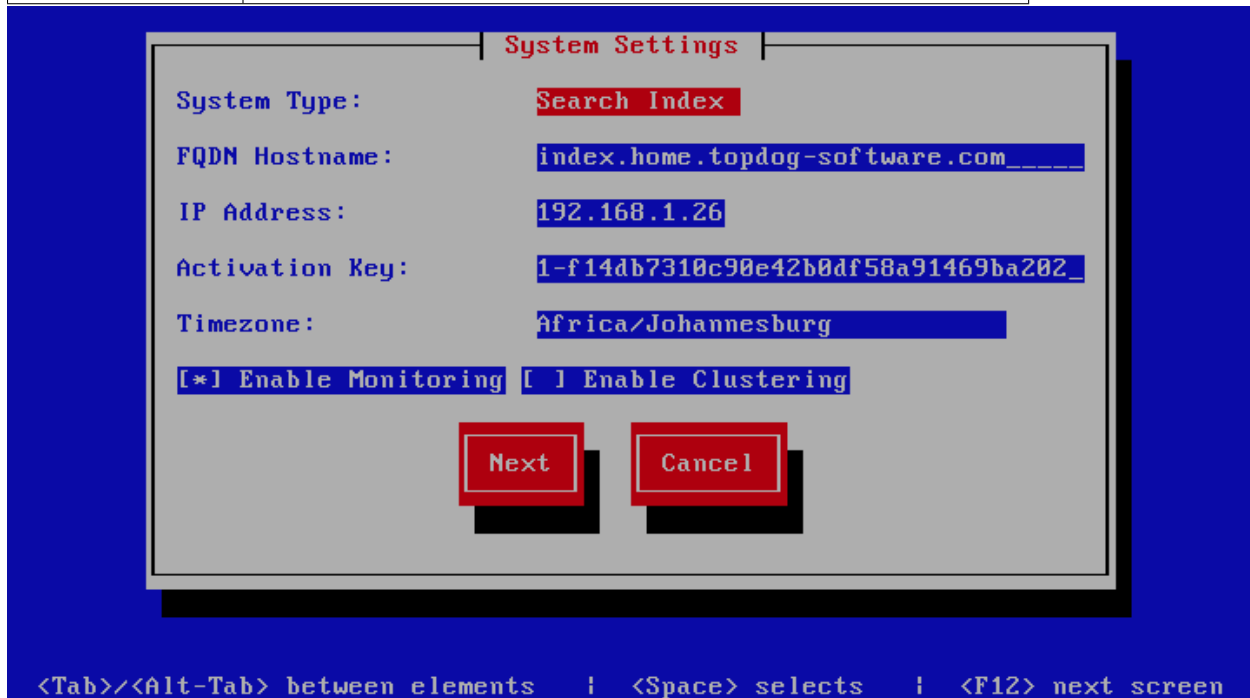 System Settings
System Type: Search Index
FQDN Hostname: index.home.topdog-software.com_____
IP Address: 192.168.1.26
Activation Key: 1-f14db7310c90e42b0df58a91469ba202_
Timezone: Africa/Johannesburg
[*] Enable Monitoring [ ] Enable Clustering
Next Cancel
<Tab>/<Alt-Tab> between elements | <Space> selects | <F12> next screen